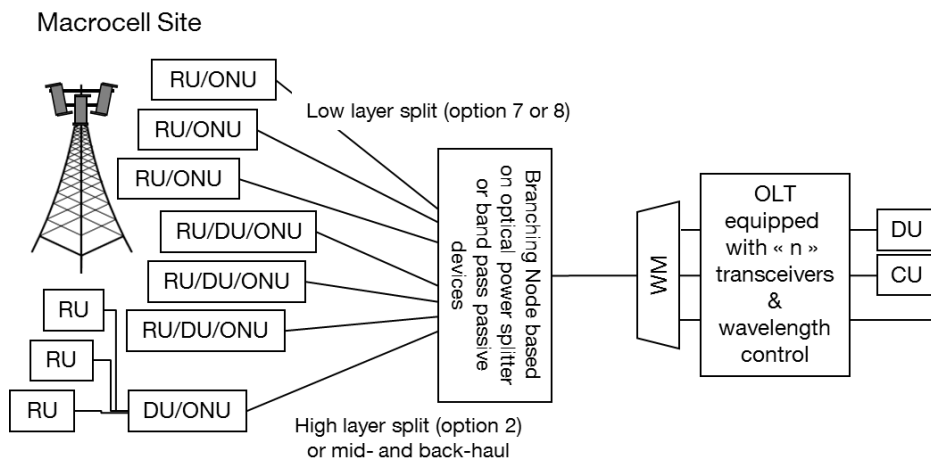 Macrocell Site
RU/ONU
Low layer split (option 7 or 8)
RU/ONU
RU/ONU
RU/DU/ONU
RU/DU/ONU
RU/DU/ONU
RU
RU
RU
DU/ONU
High layer split (option 2)
or mid- and back-haul
Branching Node based
on optical power splitter
or band pass passive
devices
WM
OLT
equipped
with « n »
transceivers
&
wavelength
control
DU
CU